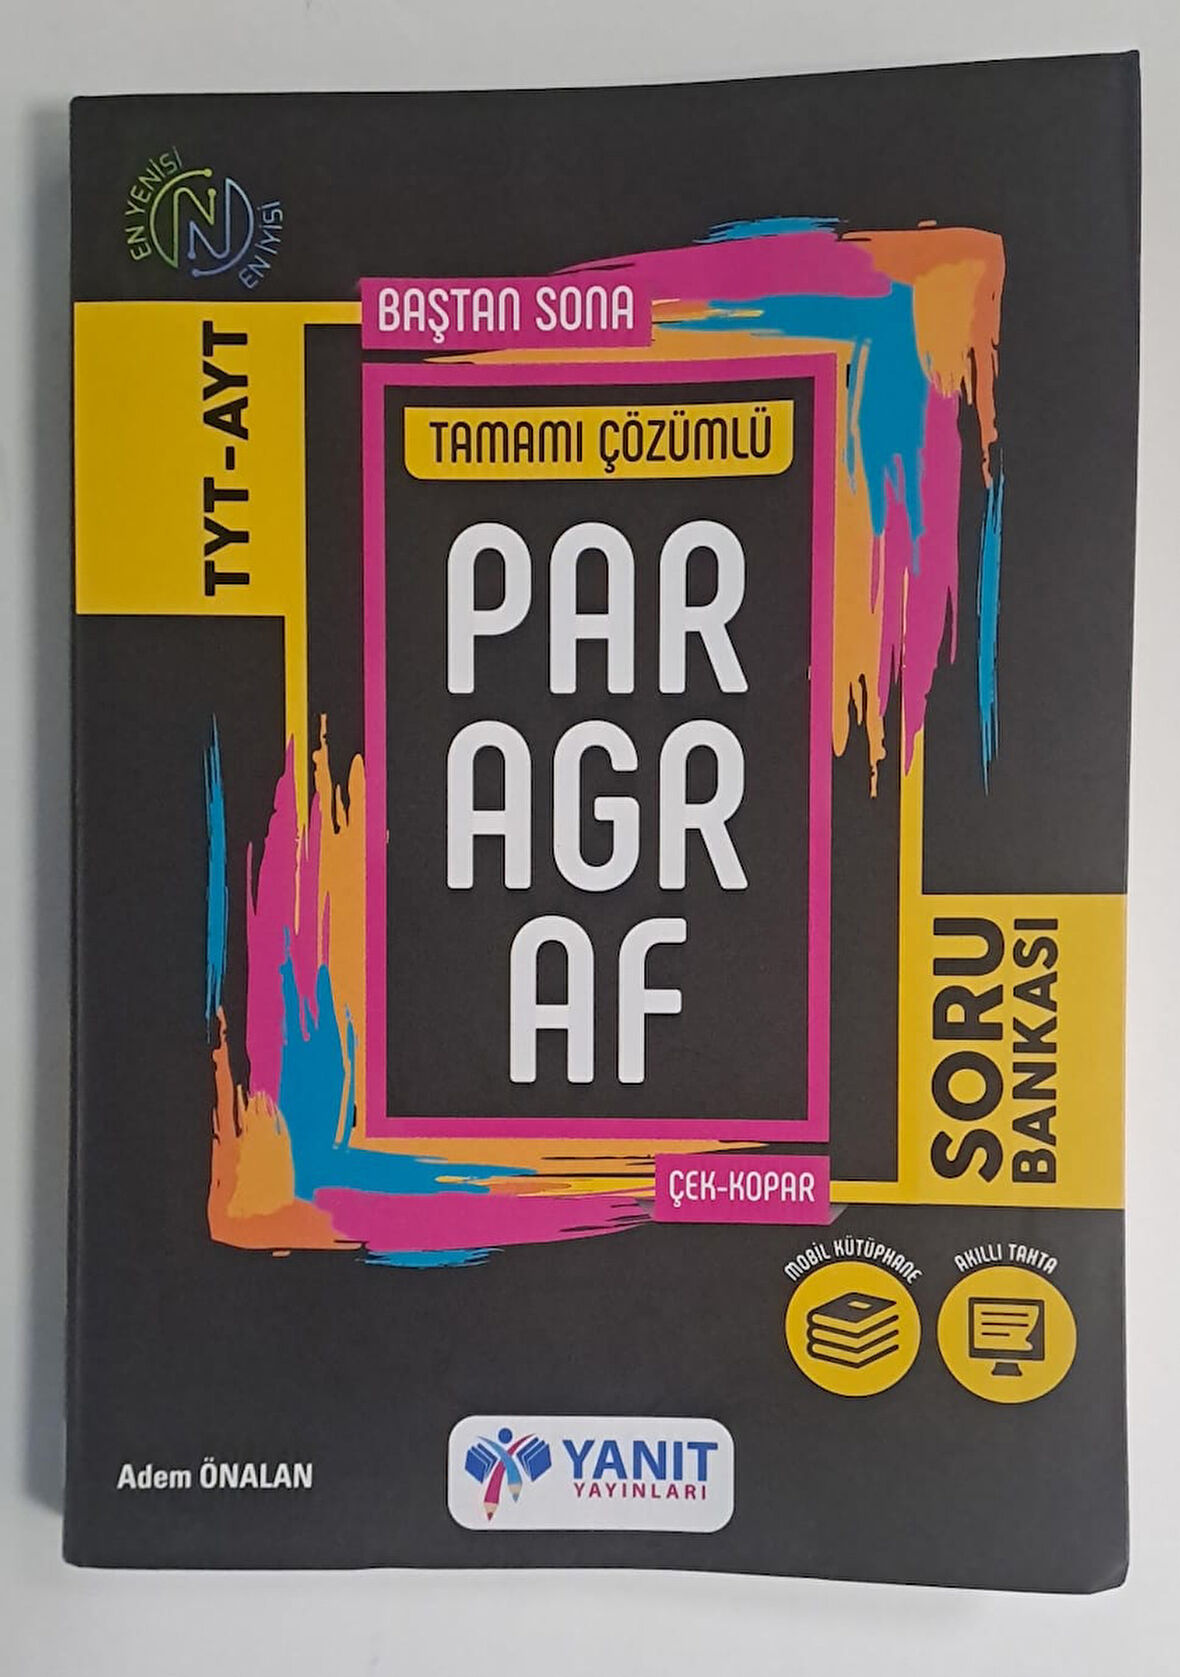 EN YENİSİ
EN İYİSİ
BAŞTAN SONA
TYT-AYT
TAMAMI ÇÖZÜMLÜ
PAR
AGR
AF
SORU
BANKASI
ÇEK-KOPAR
MOBİL KÜTÜPHANE
AKILLI TAHTA
Adem ÖNALAN
YANIT
YAYINLARI